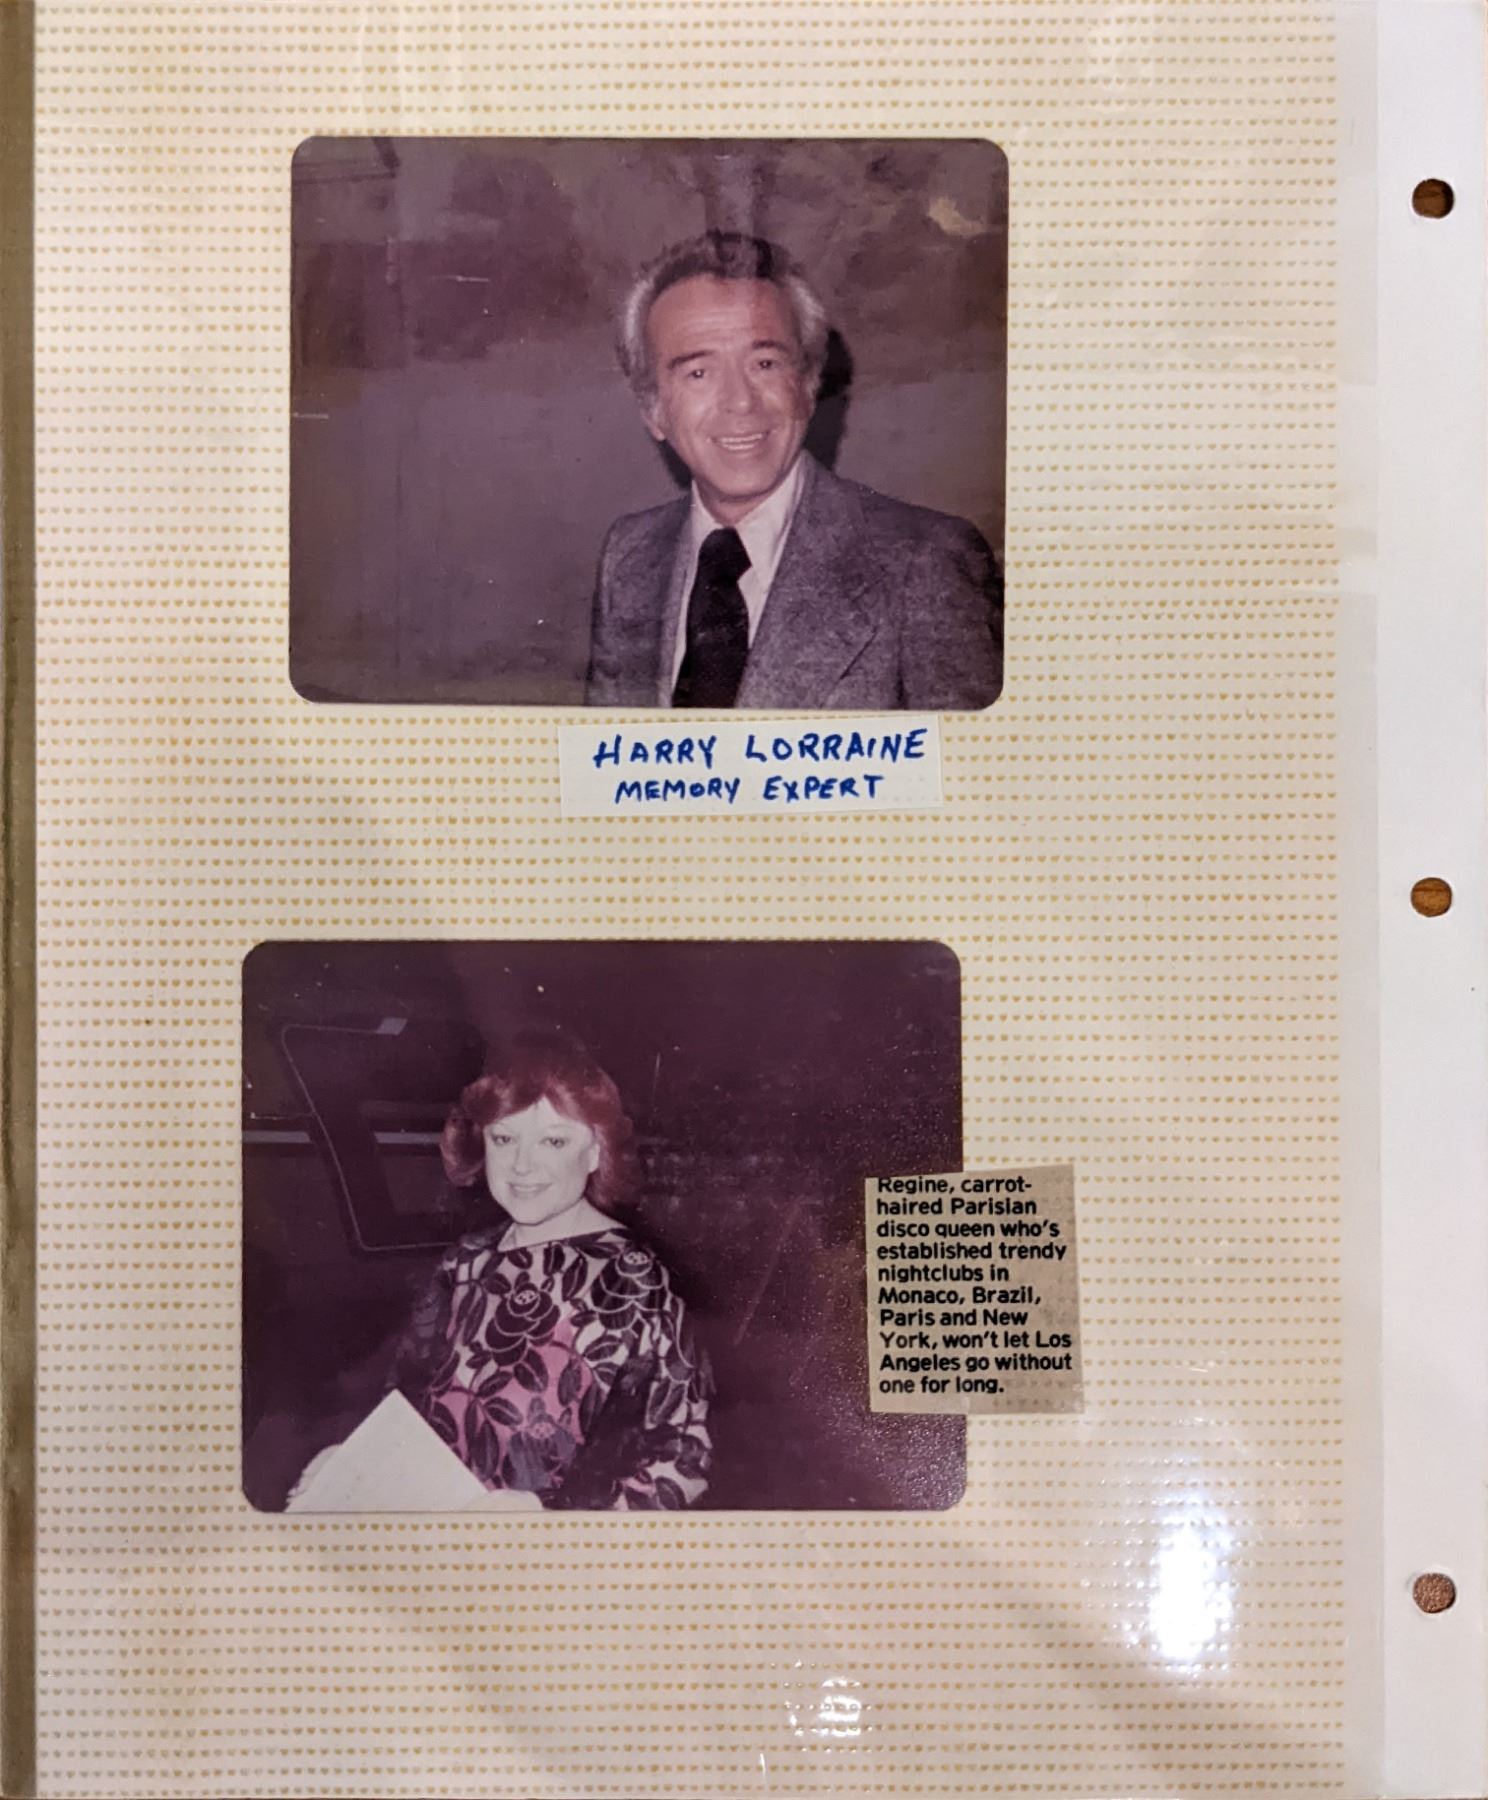 HARRY LORRAINE
MEMORY EXPERT
Regine, carrot-
haired Parisian
disco queen who's
established trendy
nightclubs in
Monaco, Brazil,
Paris and New
York, won't let Los
Angeles go without
one for long.